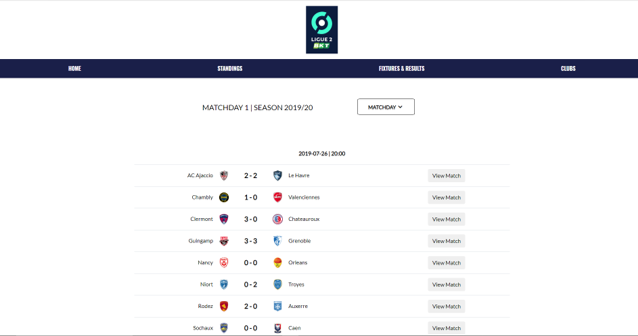 LIGUE 2
BKT
HOME STANDINGS FIXTURES & RESULTS CLUBS
MATCHDAY 1 | SEASON 2019/20 MATCHDAY
2019-07-26 | 20:00
AC Ajaccio 2 - 2 Le Havre View Match
Chambly 1 - 0 Valenciennes View Match
Clermont 3 - 0 Chateauroux View Match
Guingamp 3 - 3 Grenoble View Match
Nancy 0 - 0 Orleans View Match
Niort 0 - 2 Troyes View Match
Rodez 2 - 0 Auxerre View Match
Sochaux 0 - 0 Caen View Match